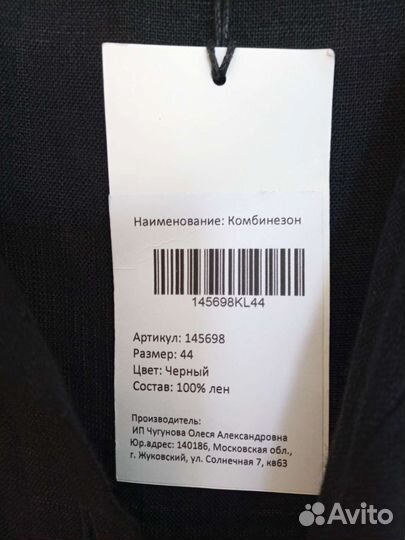 Наименование: Комбинезон
145698KL44
Артикул: 145698
Размер: 44
Цвет: Черный
Состав: 100% лен
Производитель:
ИП Чугунова Олеся Александровна
Юр.адрес: 140186, Московская обл.,
г. Жуковский, ул. Солнечная 7, кв63
Avito